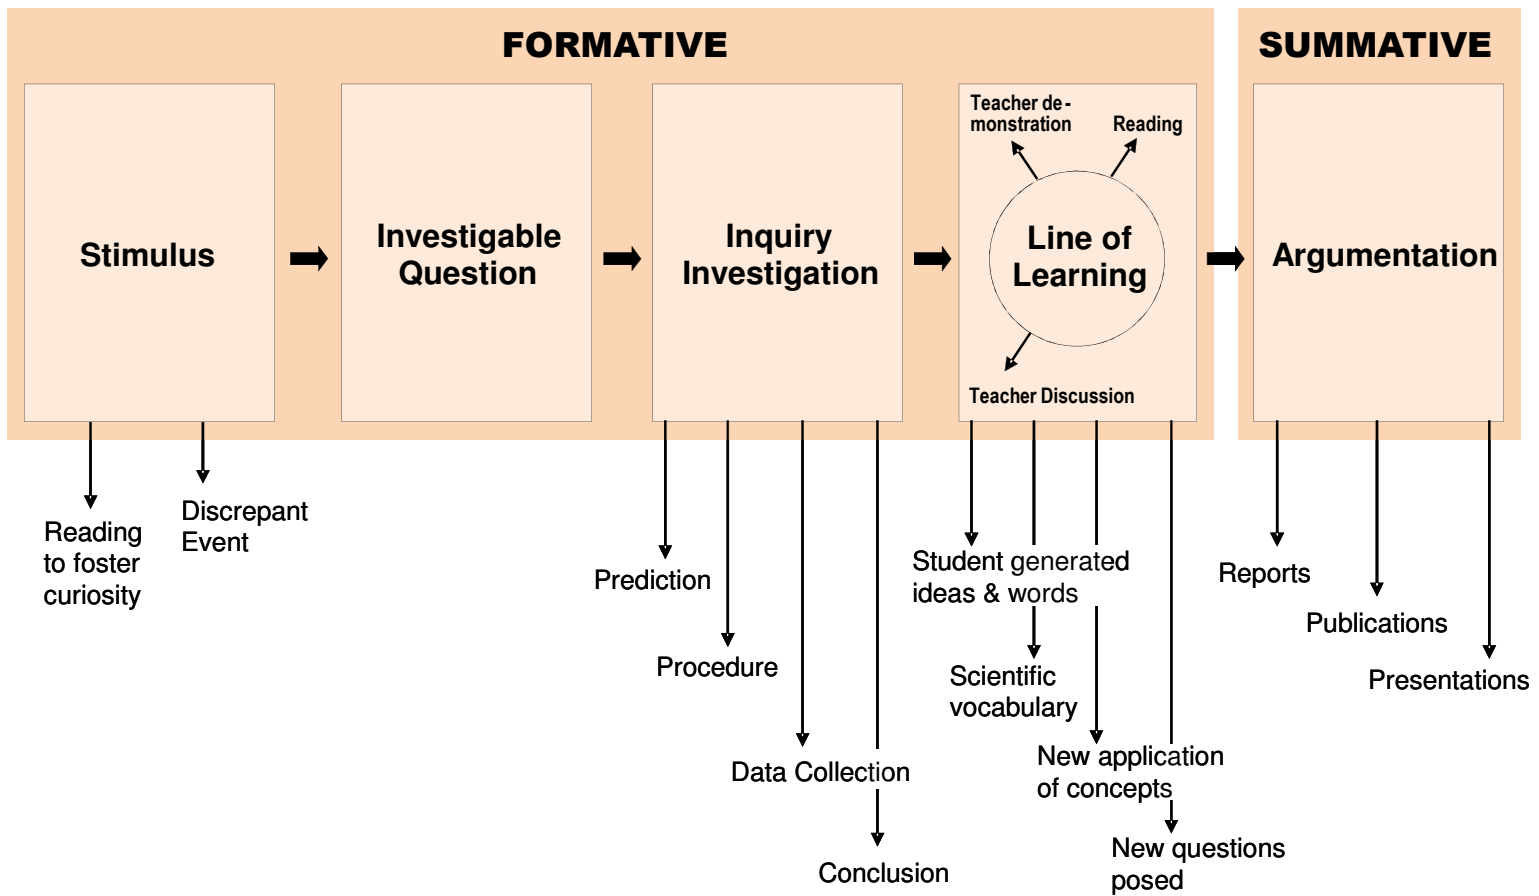 FORMATIVE
SUMMATIVE
Stimulus
Investigable
Question
Inquiry
Investigation
Teacher de-
monstration
Reading
Line of
Learning
Teacher Discussion
Argumentation
Reading
to foster
curiosity
Discrepant
Event
Prediction
Procedure
Data Collection
Conclusion
Student generated
ideas & words
Scientific
vocabulary
New application
of concepts
New questions
posed
Reports
Publications
Presentations